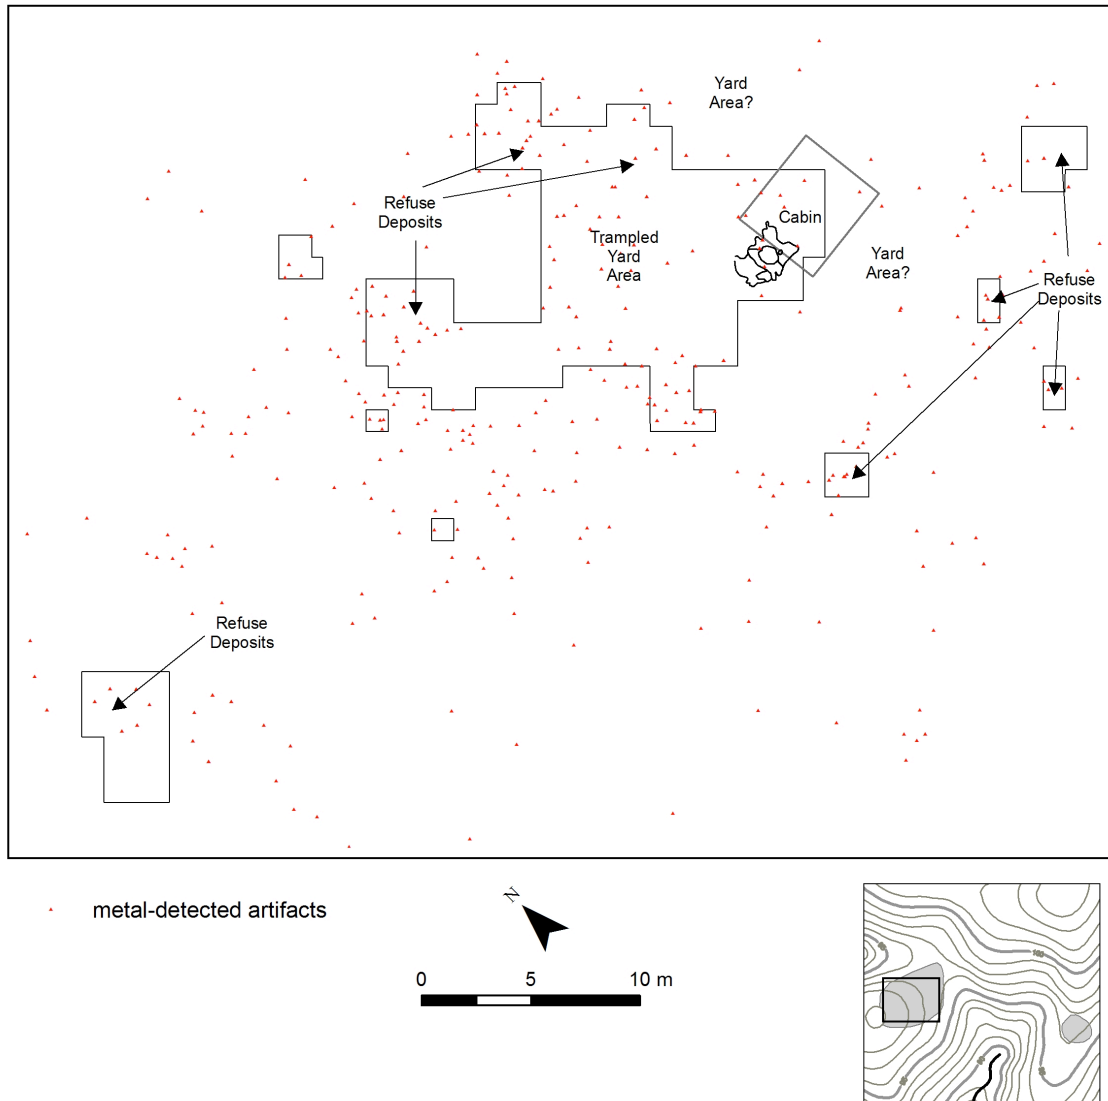 Yard
Area?
Refuse
Deposits
Cabin
Trampled
Yard
Area
Yard
Area?
Refuse
Deposits
Refuse
Deposits
metal-detected artifacts
N
0 5 10 m